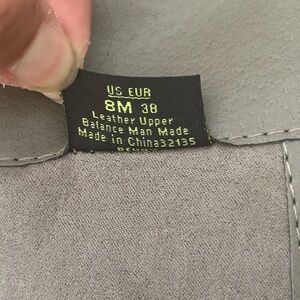 US EUR
8M 38
Leather Upper
Balance Man Made
Made in China32135